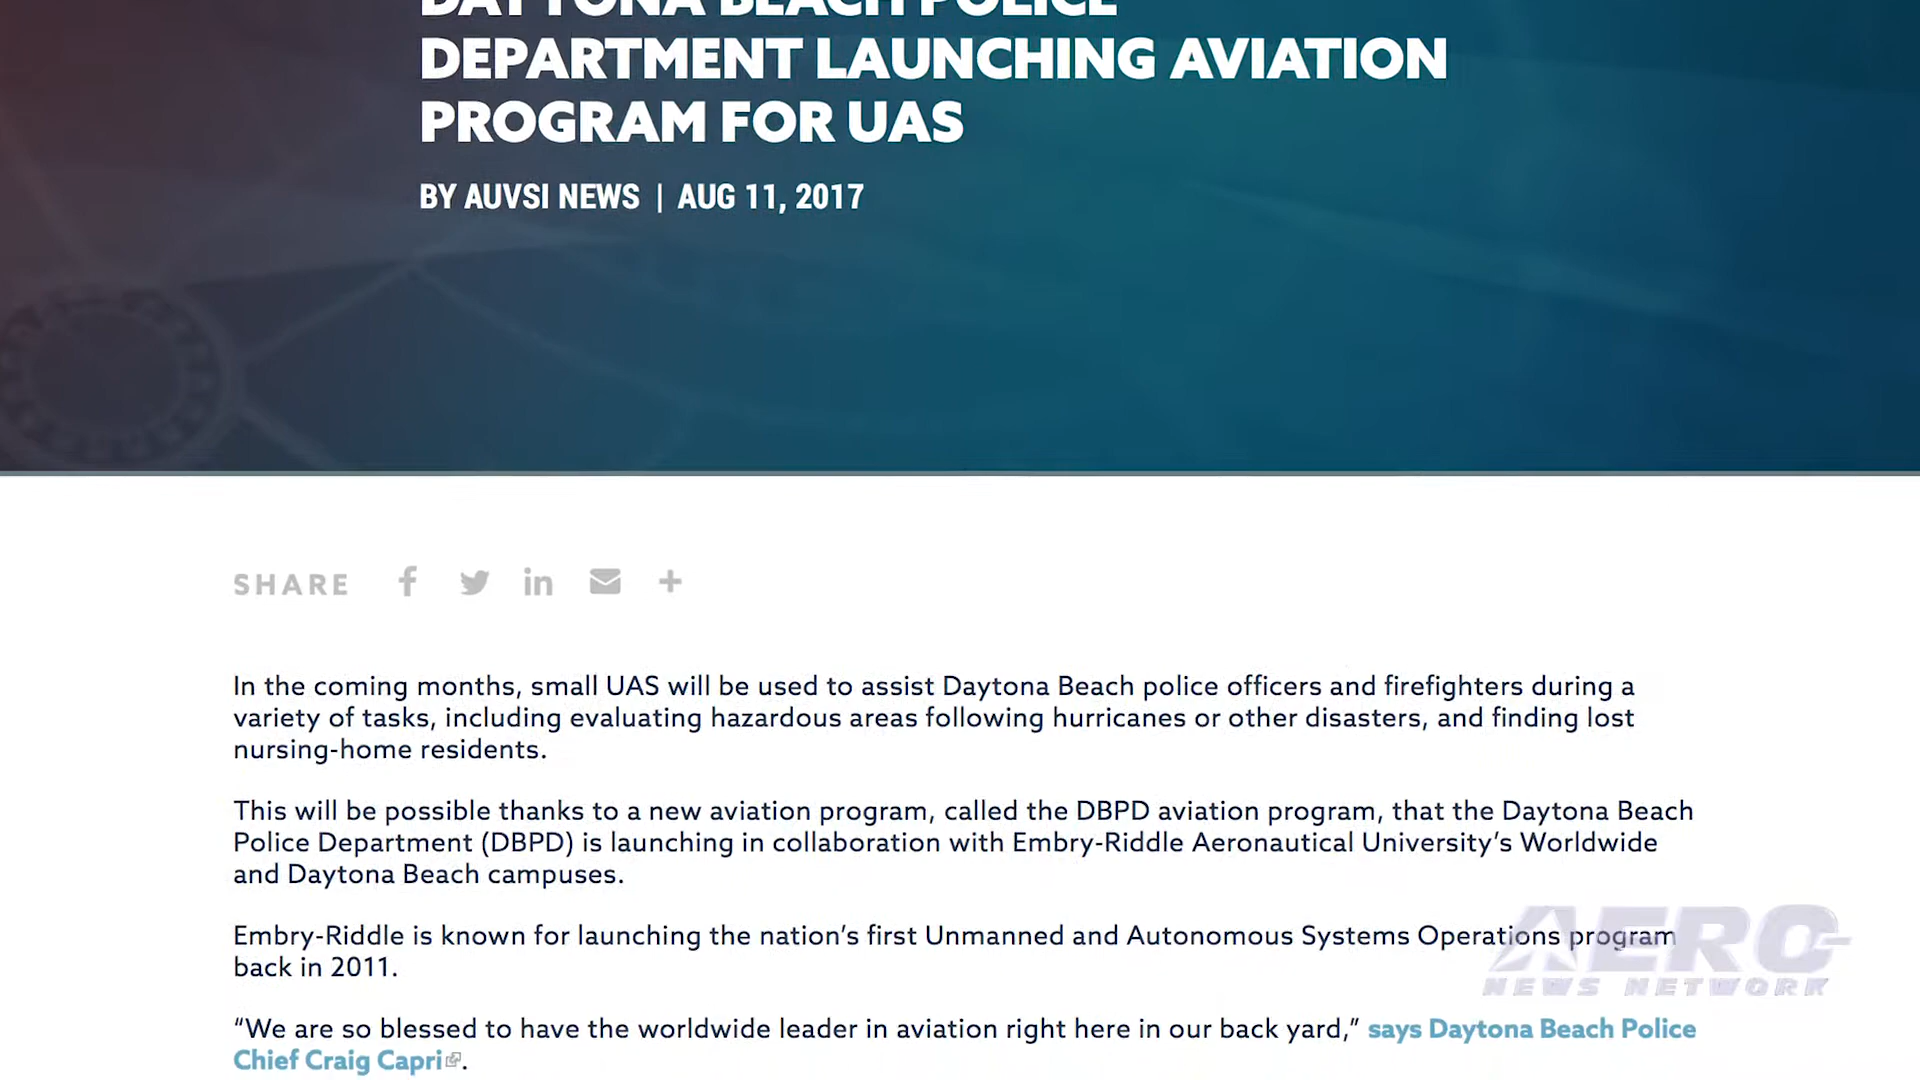 DAYTONA BEACH POLICE
DEPARTMENT LAUNCHING AVIATION
PROGRAM FOR UAS
BY AUVSI NEWS | AUG 11, 2017
SHARE
In the coming months, small UAS will be used to assist Daytona Beach police officers and firefighters during a
variety of tasks, including evaluating hazardous areas following hurricanes or other disasters, and finding lost
nursing-home residents.
This will be possible thanks to a new aviation program, called the DBPD aviation program, that the Daytona Beach
Police Department (DBPD) is launching in collaboration with Embry-Riddle Aeronautical University’s Worldwide
and Daytona Beach campuses.
Embry-Riddle is known for launching the nation’s first Unmanned and Autonomous Systems Operations program
back in 2011.
“We are so blessed to have the worldwide leader in aviation right here in our back yard,” says Daytona Beach Police
Chief Craig Capri.
AERO
NEWS NETWORK